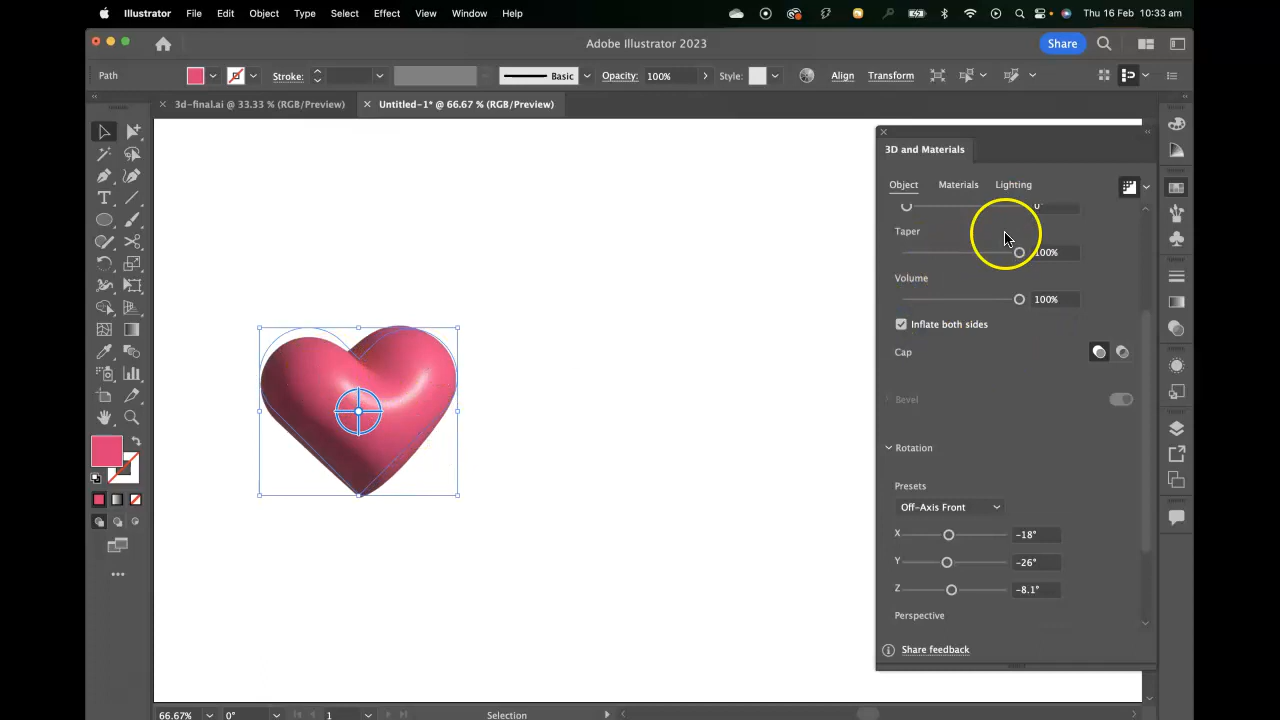 Illustrator File Edit Object Type Select Effect View Window Help Thu 16 Feb 10:33 am
Adobe Illustrator 2023 Share
Path Stroke: Basic Opacity: 100% Style: Align Transform
3d-final.ai @ 33.33 % (RGB/Preview) Untitled-1* @ 66.67 % (RGB/Preview)
3D and Materials
Object Materials Lighting
0°
Taper
100%
Volume
100%
Inflate both sides
Cap
Bevel
Rotation
Presets
Off-Axis Front
X -18°
Y -26°
Z -8.1°
Perspective
Share feedback
66.67% 0° 1 Selection